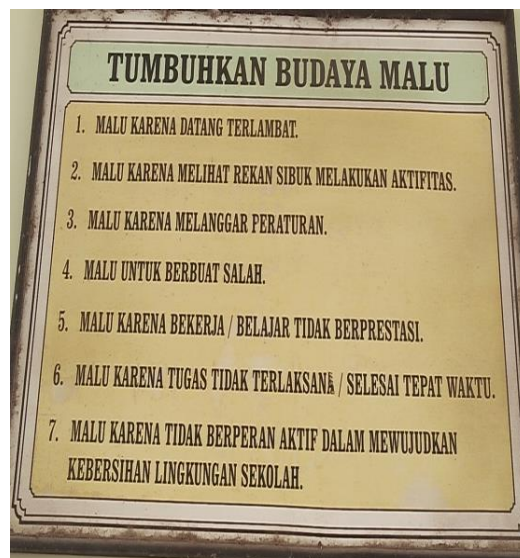 TUMBUHKAN BUDAYA MALU
1. MALU KARENA DATANG TERLAMBAT.
2. MALU KARENA MELIHAT REKAN SIBUK MELAKUKAN AKTIFITAS.
3. MALU KARENA MELANGGAR PERATURAN.
4. MALU UNTUK BERBUAT SALAH.
5. MALU KARENA BEKERJA / BELAJAR TIDAK BERPRESTASI.
6. MALU KARENA TUGAS TIDAK TERLAKSANA / SELESAI TEPAT WAKTU.
7. MALU KARENA TIDAK BERPERAN AKTIF DALAM MEWUJUDKAN
KEBERSIHAN LINGKUNGAN SEKOLAH.